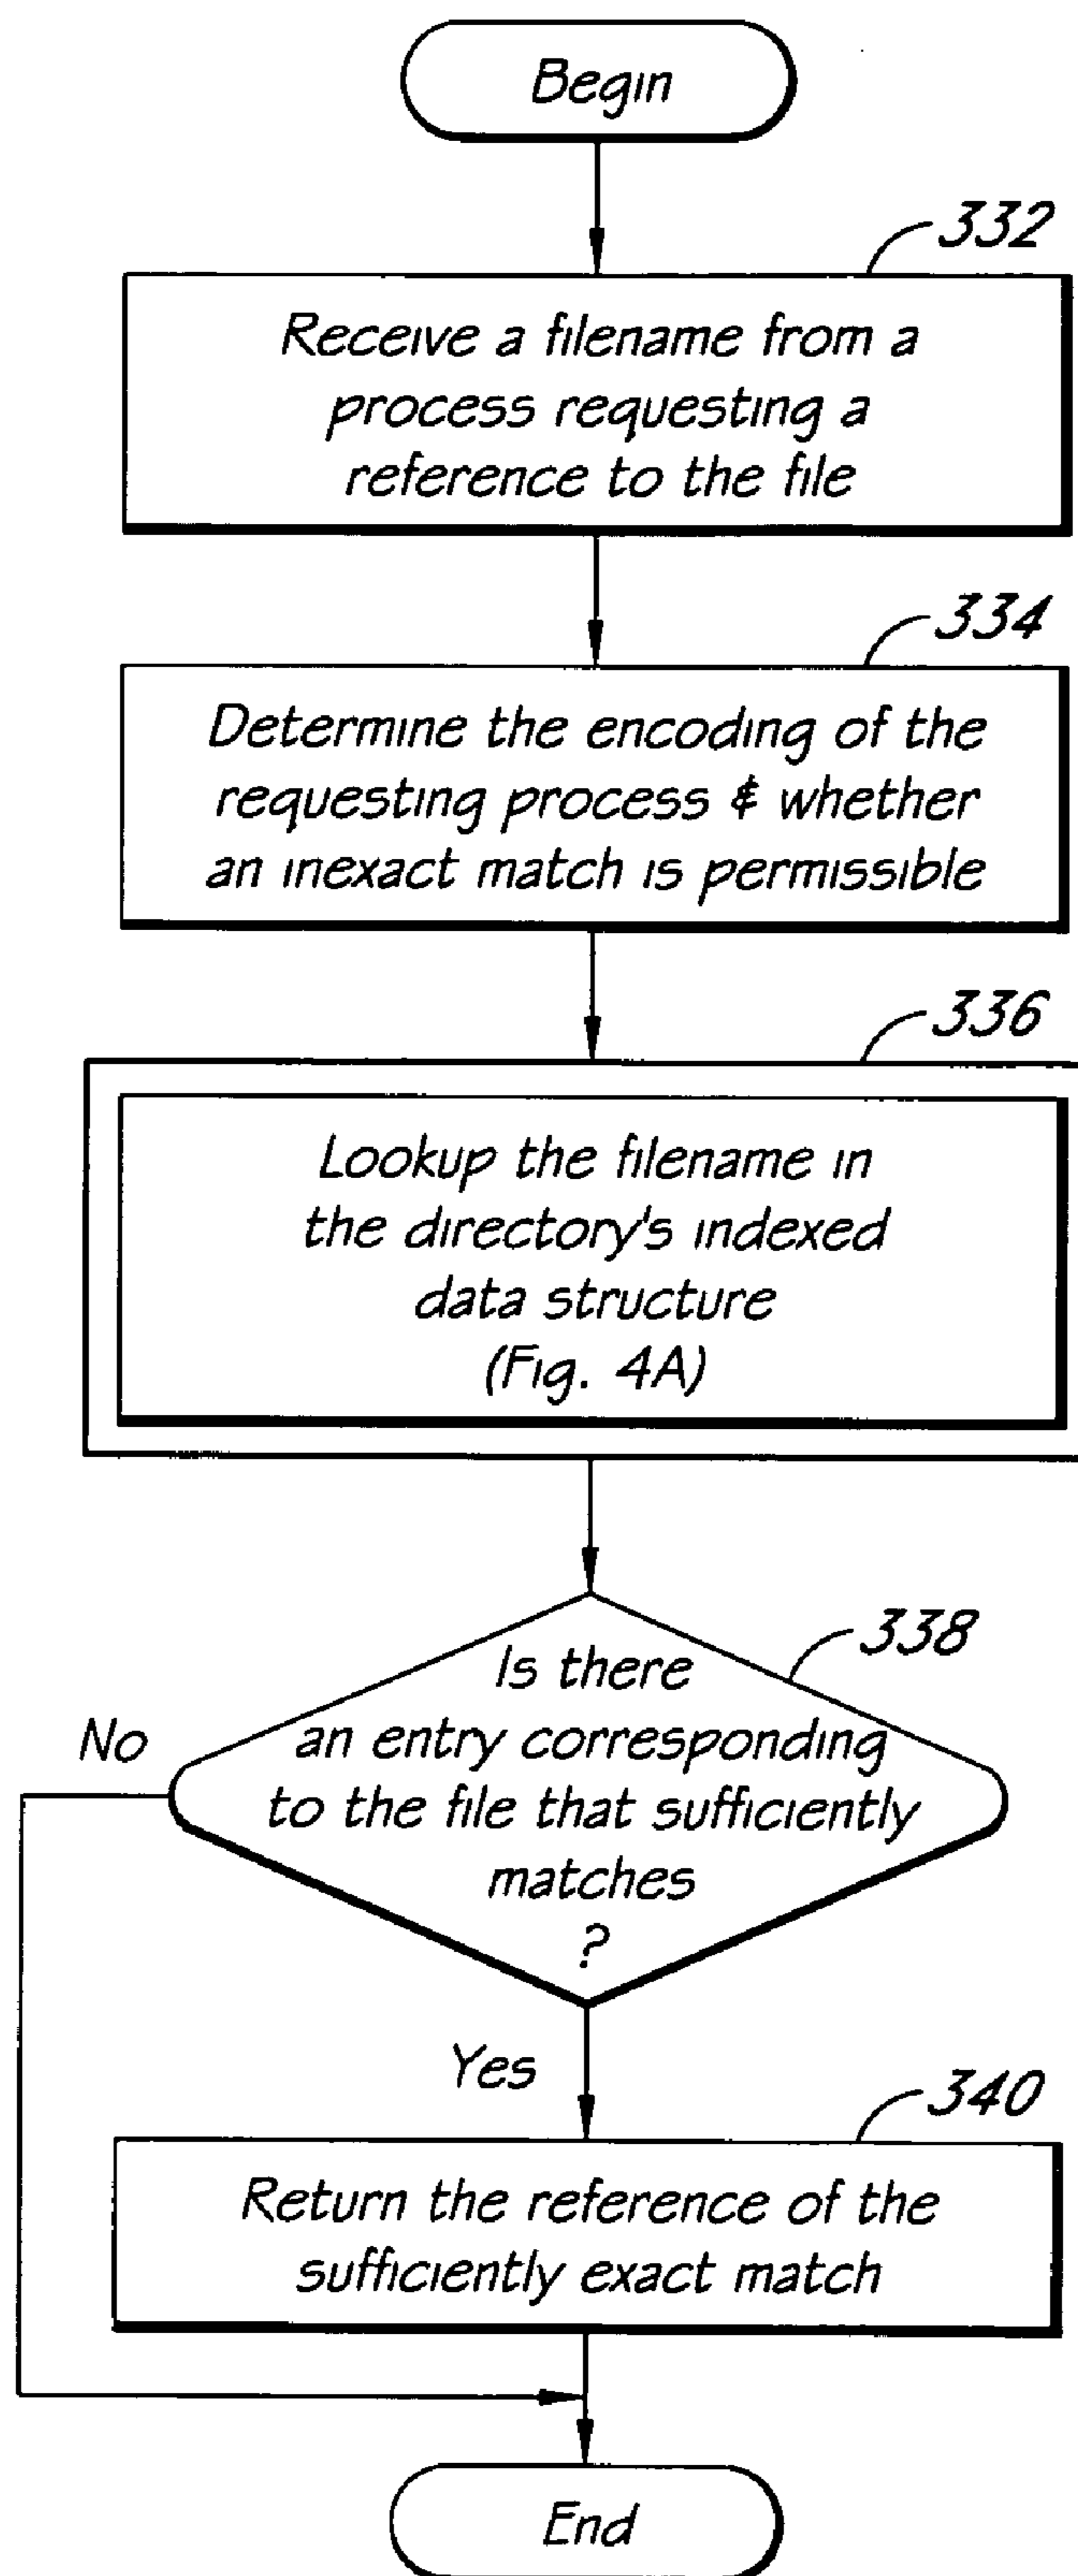 Begin
332
Receive a filename from a
process requesting a
reference to the file
334
Determine the encoding of the
requesting process & whether
an inexact match is permissible
336
Lookup the filename in
the directory's indexed
data structure
(Fig. 4A)
338
Is there
an entry corresponding
to the file that sufficiently
matches
?
No
Yes
340
Return the reference of the
sufficiently exact match
End